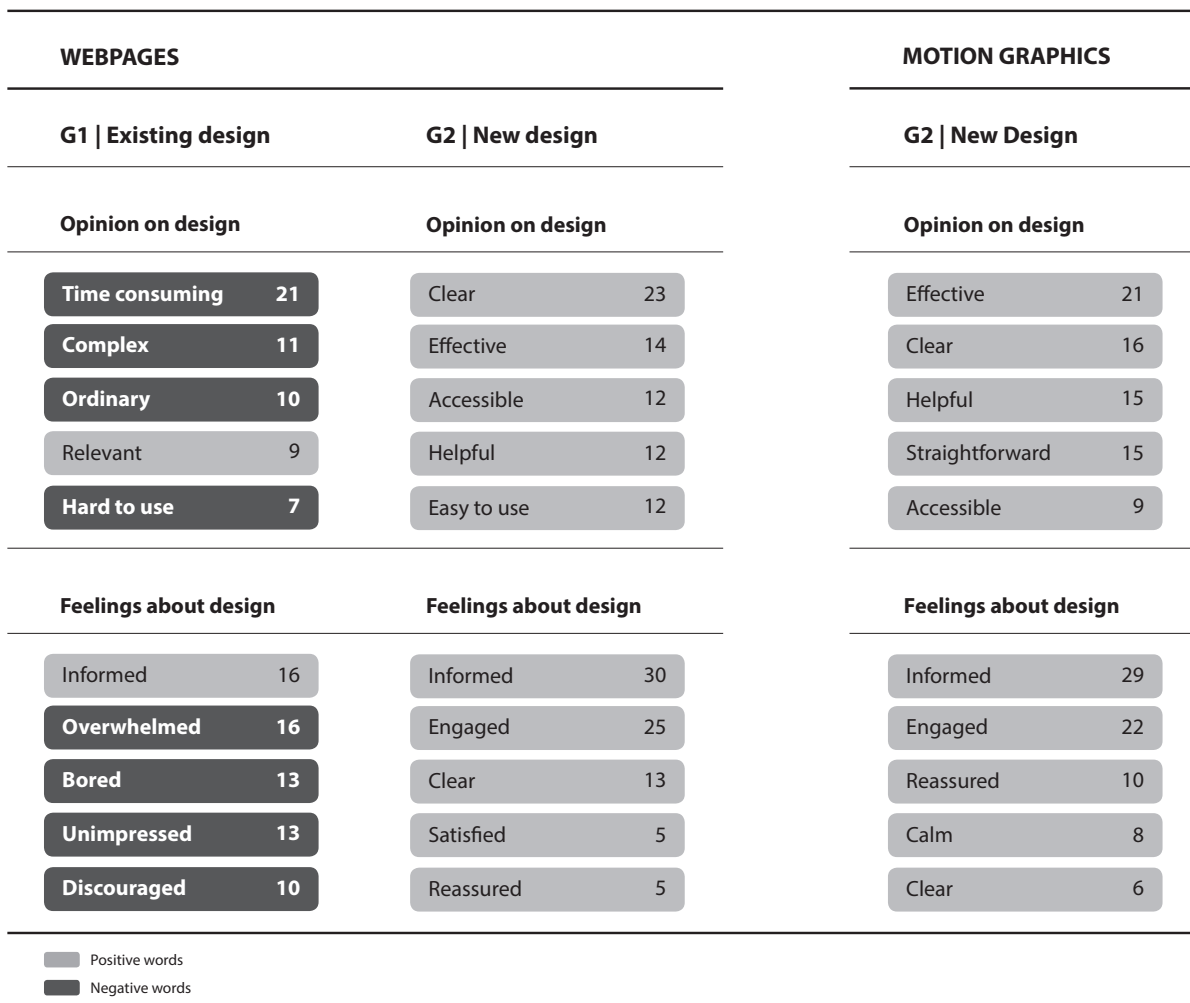 WEBPAGES MOTION GRAPHICS
G1 | Existing design G2 | New design G2 | New Design
Opinion on design Opinion on design Opinion on design
Time consuming 21 Clear 23 Effective 21
Complex 11 Effective 14 Clear 16
Ordinary 10 Accessible 12 Helpful 15
Relevant 9 Helpful 12 Straightforward 15
Hard to use 7 Easy to use 12 Accessible 9
Feelings about design Feelings about design Feelings about design
Informed 16 Informed 30 Informed 29
Overwhelmed 16 Engaged 25 Engaged 22
Bored 13 Clear 13 Reassured 10
Unimpressed 13 Satisfied 5 Calm 8
Discouraged 10 Reassured 5 Clear 6
Positive words
Negative words